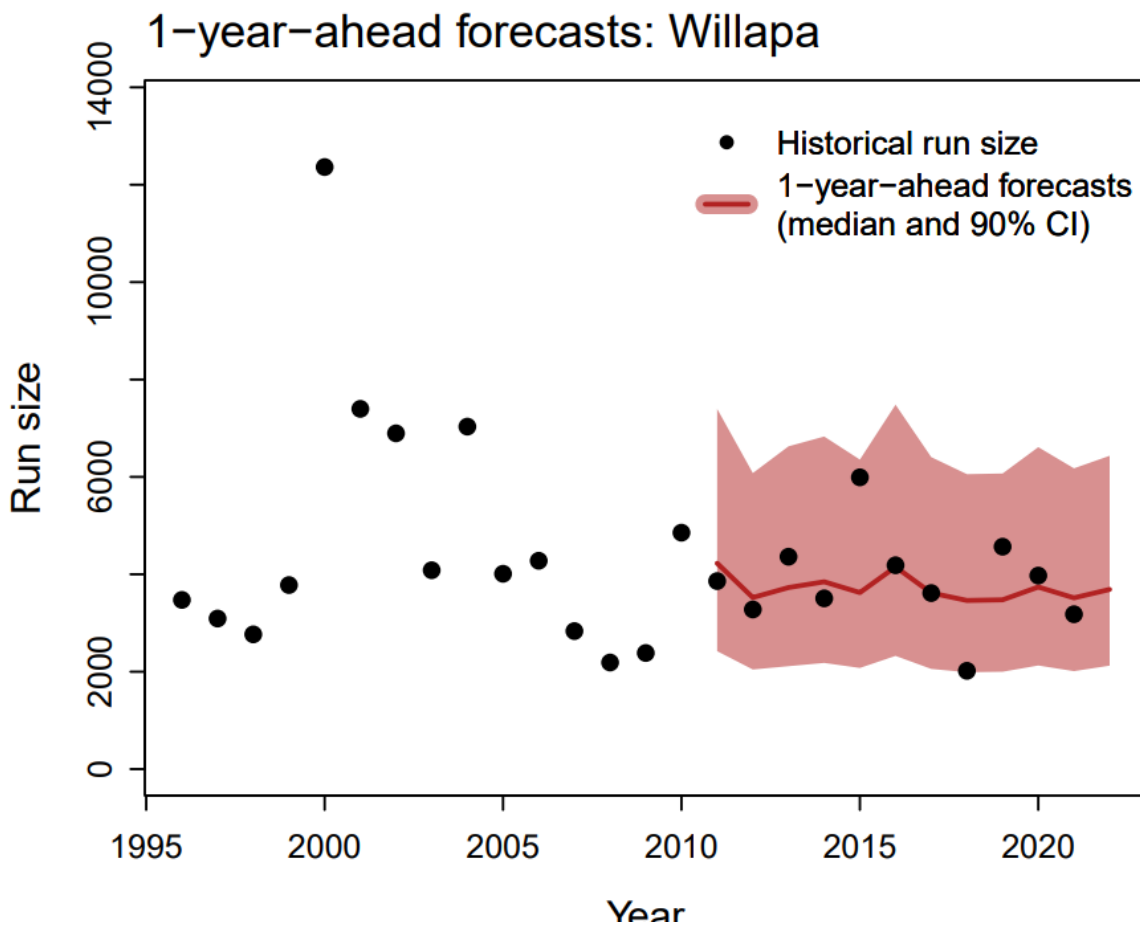 1−year−ahead forecasts: Willapa
14000
10000
6000
2000
0
Run size
Historical run size
1−year−ahead forecasts
(median and 90% CI)
1995 2000 2005 2010 2015 2020
Year